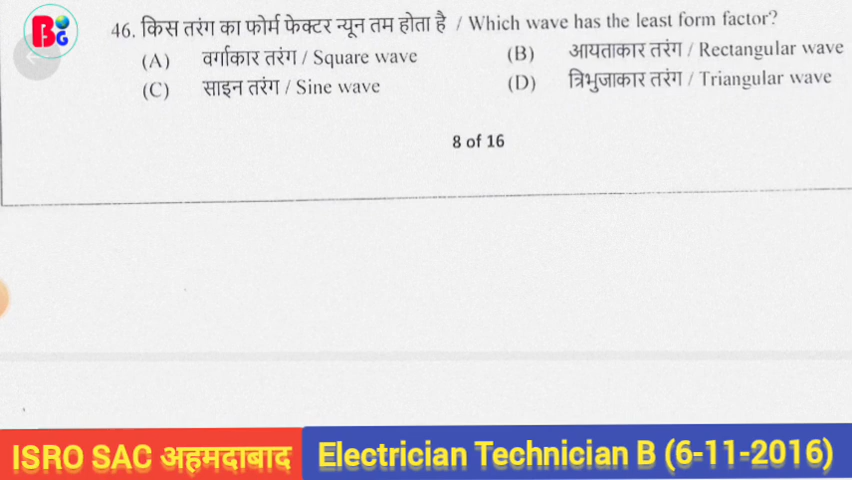 BG
46. किस तरंग का फोर्म फेक्टर न्यून तम होता है / Which wave has the least form factor?
(A) वर्गाकार तरंग / Square wave (B) आयताकार तरंग / Rectangular wave
(C) साइन तरंग / Sine wave (D) त्रिभुजाकार तरंग / Triangular wave
8 of 16
ISRO SAC अहमदाबाद Electrician Technician B (6-11-2016)